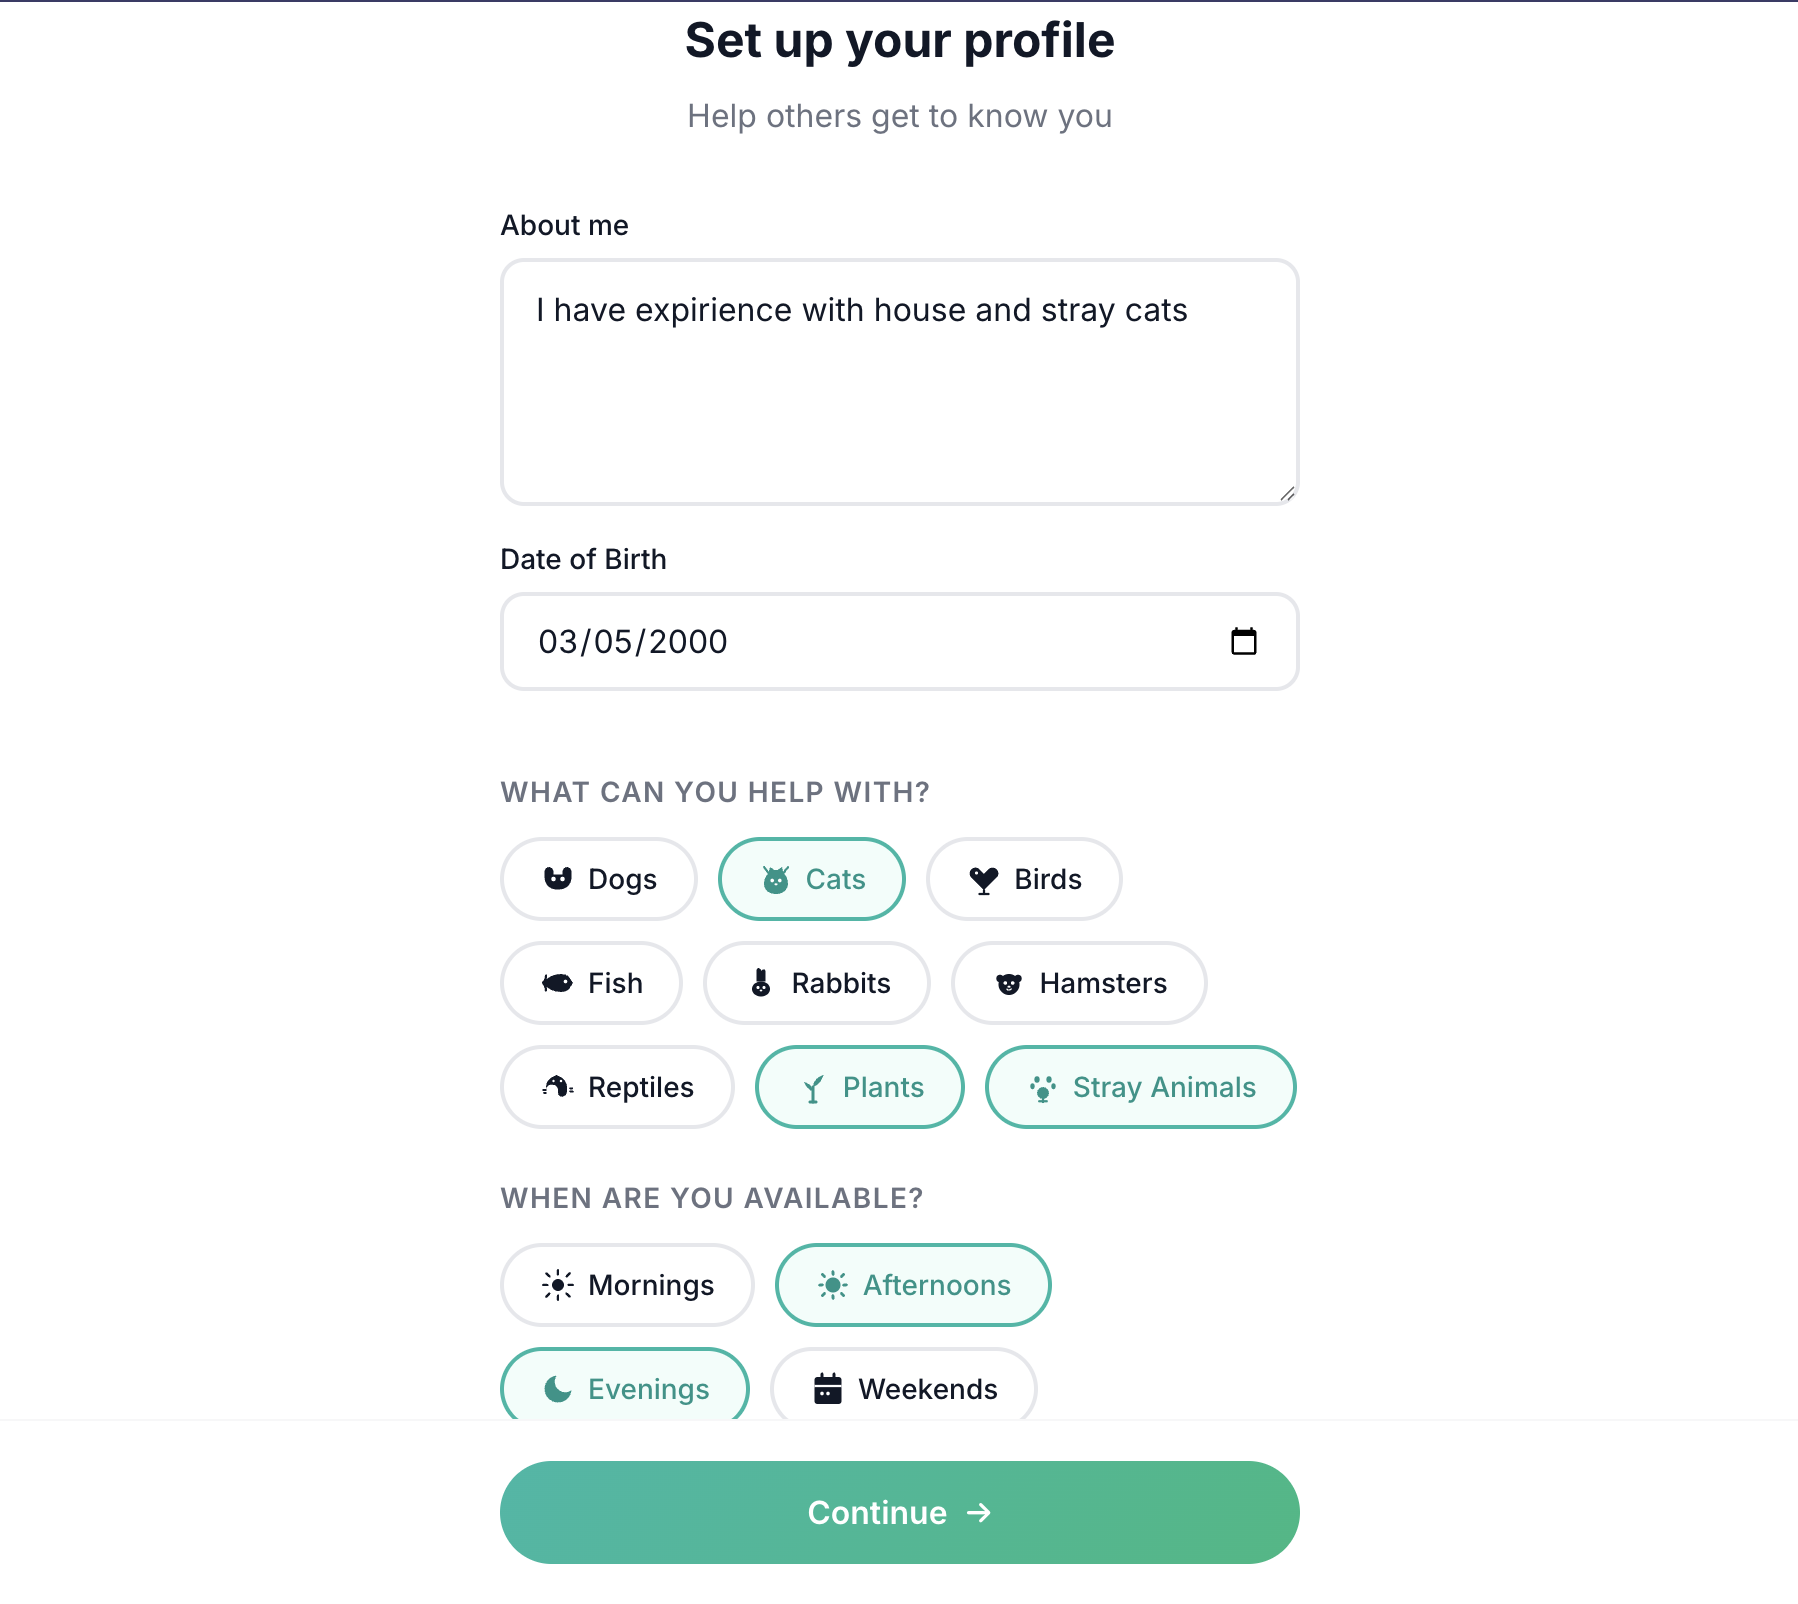 Set up your profile
Help others get to know you
About me
I have expirience with house and stray cats
Date of Birth
03/05/2000
WHAT CAN YOU HELP WITH?
Dogs Cats Birds
Fish Rabbits Hamsters
Reptiles Plants Stray Animals
WHEN ARE YOU AVAILABLE?
Mornings Afternoons
Evenings Weekends
Continue →